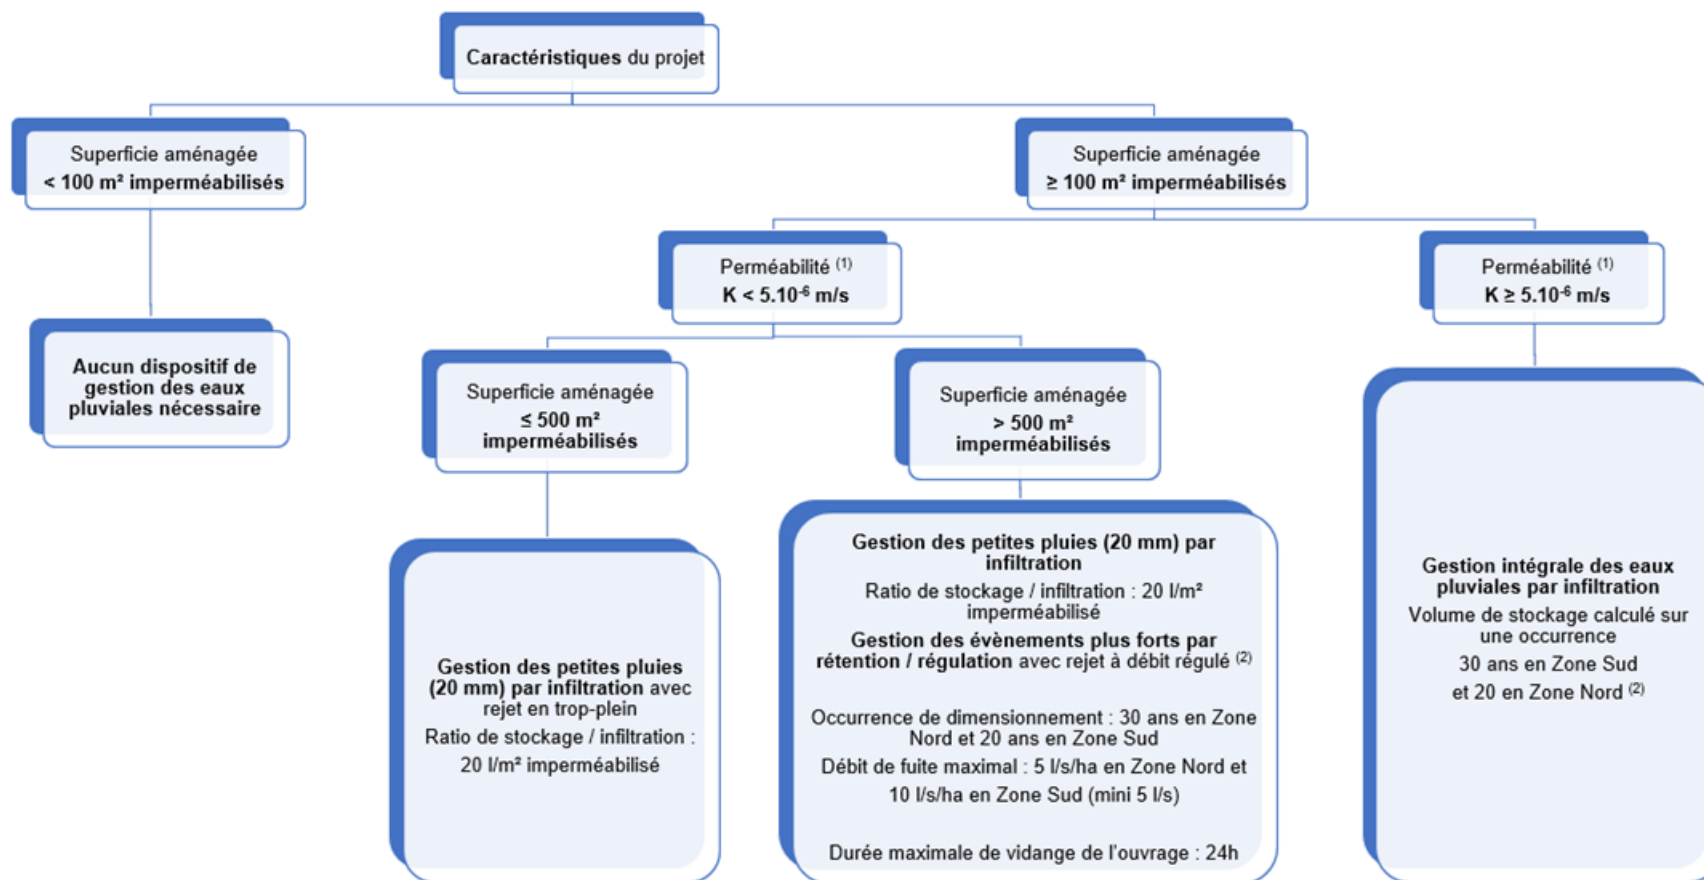 Caractéristiques du projet
Superficie aménagée
< 100 m² imperméabilisés
Superficie aménagée
≥ 100 m² imperméabilisés
Perméabilité (1)
K < 5.10-6 m/s
Perméabilité (1)
K ≥ 5.10-6 m/s
Aucun dispositif de
gestion des eaux
pluviales nécessaire
Superficie aménagée
≤ 500 m²
imperméabilisés
Superficie aménagée
> 500 m²
imperméabilisés
Gestion des petites pluies
(20 mm) par infiltration avec
rejet en trop-plein
Ratio de stockage / infiltration :
20 l/m² imperméabilisé
Gestion des petites pluies (20 mm) par
infiltration
Ratio de stockage / infiltration : 20 l/m²
imperméabilisé
Gestion des évènements plus forts par
rétention / régulation avec rejet à débit régulé (2)
Occurrence de dimensionnement : 30 ans en Zone
Nord et 20 ans en Zone Sud
Débit de fuite maximal : 5 l/s/ha en Zone Nord et
10 l/s/ha en Zone Sud (mini 5 l/s)
Durée maximale de vidange de l'ouvrage : 24h
Gestion intégrale des eaux
pluviales par infiltration
Volume de stockage calculé sur
une occurrence
30 ans en Zone Sud
et 20 en Zone Nord (2)